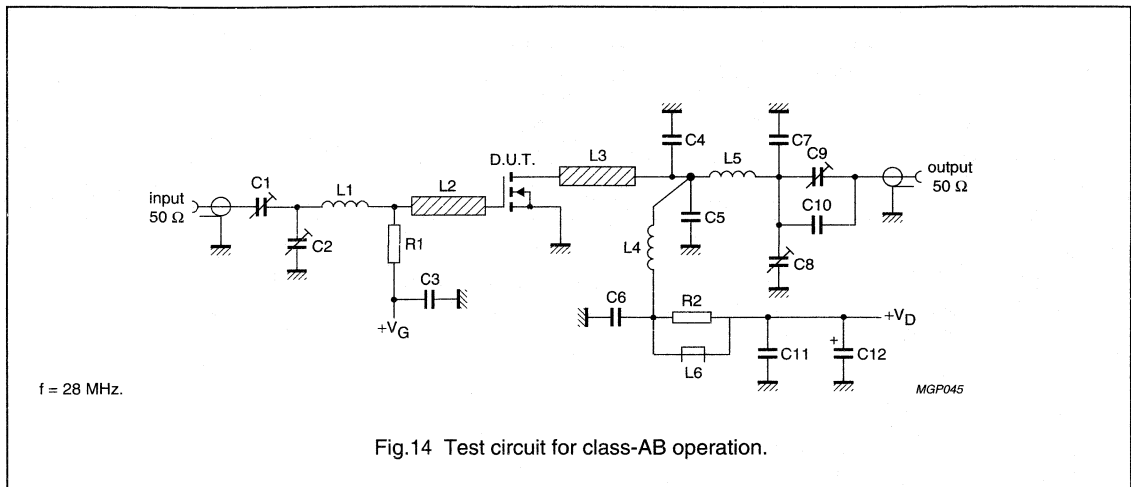 C4
C7
L3
L5
C9
D.U.T.
output
50 Ω
input
50 Ω
C1
L1
L2
C10
C5
C2
R1
L4
C8
C3
C6
R2
+VD
+VG
L6
C11
+
C12
f = 28 MHz.
MGP045
Fig.14 Test circuit for class-AB operation.